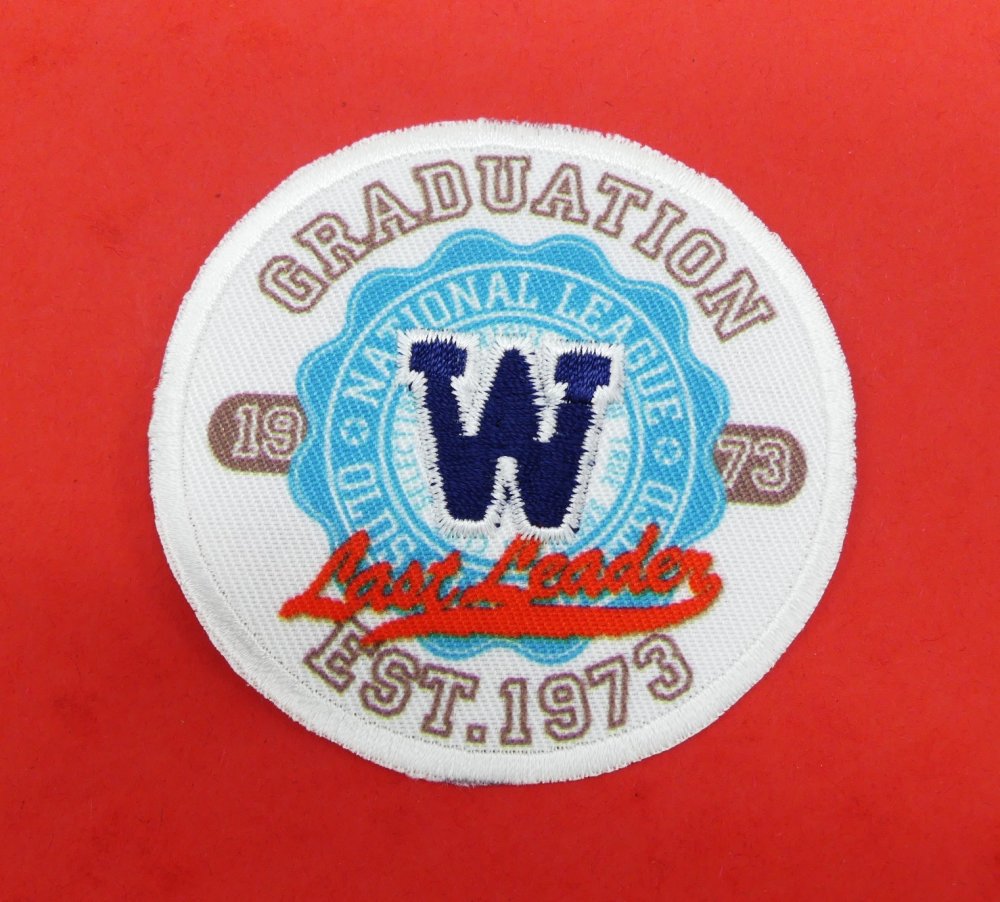 GRADUATION
NATIONAL LEAGUE
W
19 73
Last Leader
EST.1973